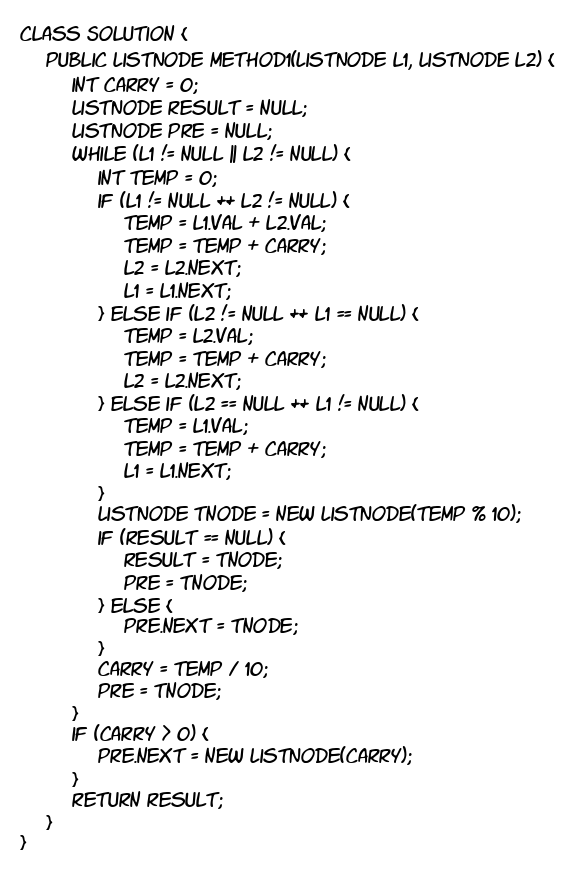 CLASS SOLUTION {
PUBLIC LISTNODE METHOD1(LISTNODE L1, LISTNODE L2) {
INT CARRY = 0;
LISTNODE RESULT = NULL;
LISTNODE PRE = NULL;
WHILE (L1 != NULL || L2 != NULL) {
INT TEMP = 0;
IF (L1 != NULL ++ L2 != NULL) {
TEMP = L1.VAL + L2.VAL;
TEMP = TEMP + CARRY;
L2 = L2.NEXT;
L1 = L1.NEXT;
} ELSE IF (L2 != NULL ++ L1 == NULL) {
TEMP = L2.VAL;
TEMP = TEMP + CARRY;
L2 = L2.NEXT;
} ELSE IF (L2 == NULL ++ L1 != NULL) {
TEMP = L1.VAL;
TEMP = TEMP + CARRY;
L1 = L1.NEXT;
}
LISTNODE TNODE = NEW LISTNODE(TEMP % 10);
IF (RESULT == NULL) {
RESULT = TNODE;
PRE = TNODE;
} ELSE {
PRE.NEXT = TNODE;
}
CARRY = TEMP / 10;
PRE = TNODE;
}
IF (CARRY > 0) {
PRE.NEXT = NEW LISTNODE(CARRY);
}
RETURN RESULT;
}
}